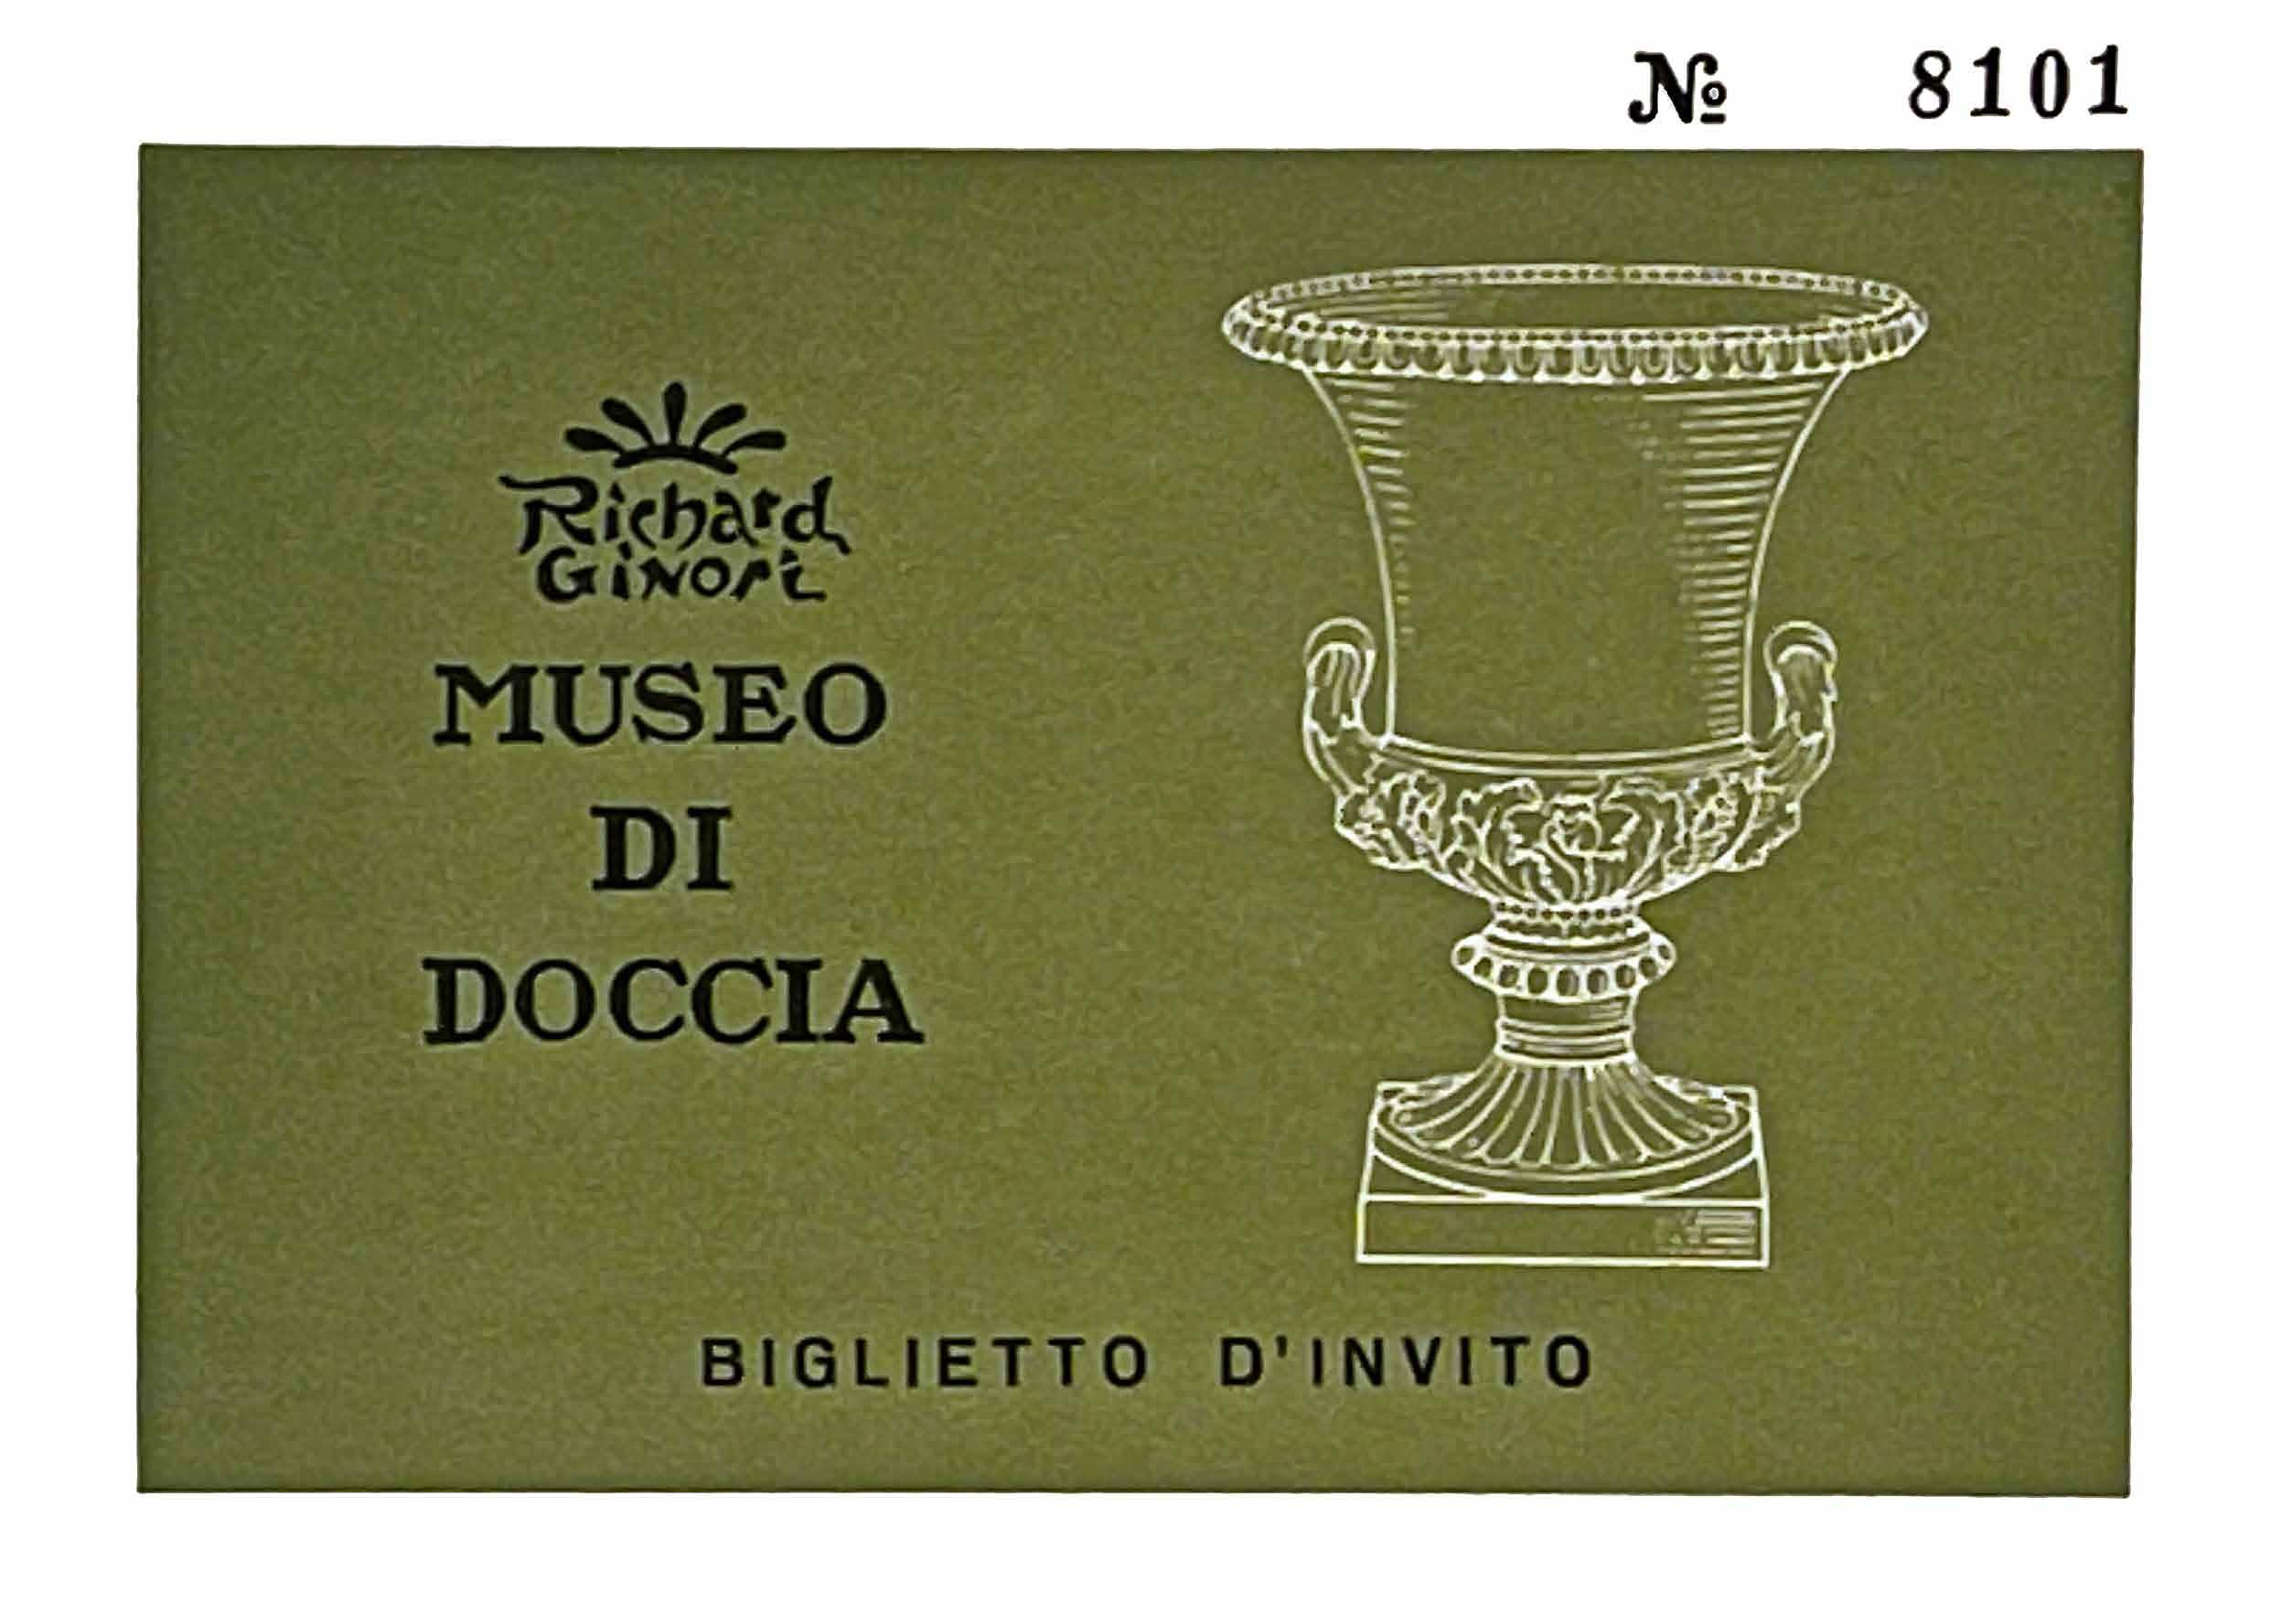 № 8101
Richard
Ginori
MUSEO
DI
DOCCIA
BIGLIETTO D'INVITO